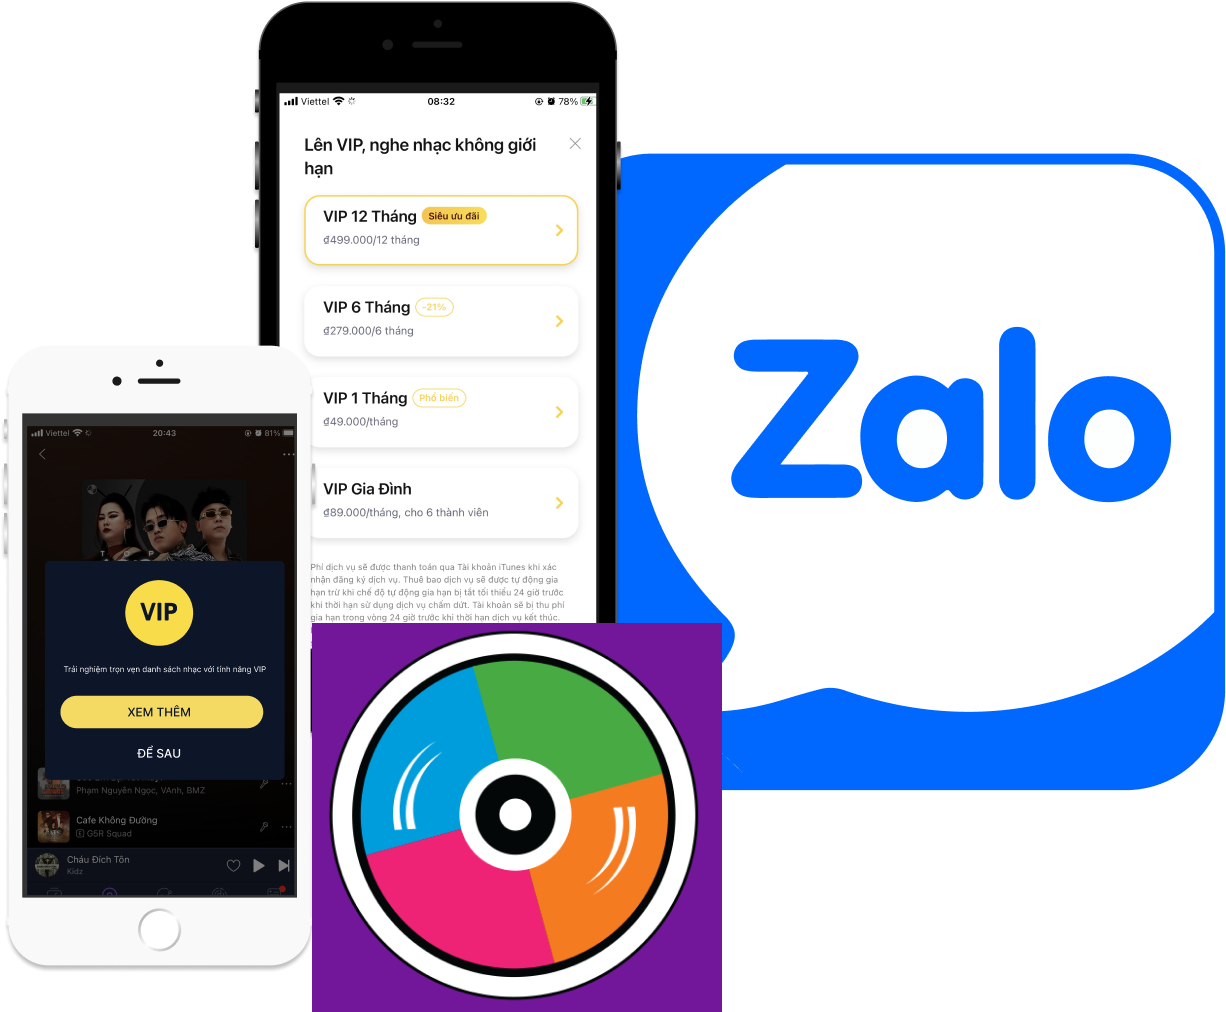 Viettel
08:32
78%
Lên VIP, nghe nhạc không giới
hạn
VIP 12 Tháng Siêu ưu đãi
₫499.000/12 tháng
VIP 6 Tháng -21%
₫279.000/6 tháng
VIP 1 Tháng Phổ biến
₫49.000/tháng
VIP Gia Đình
₫89.000/tháng, cho 6 thành viên
Phí dịch vụ sẽ được thanh toán qua Tài khoản iTunes khi xác
nhận đăng ký dịch vụ. Thuê bao dịch vụ sẽ được tự động gia
hạn trừ khi chế độ tự động gia hạn bị tắt tối thiểu 24 giờ trước
khi thời hạn sử dụng dịch vụ chấm dứt. Tài khoản sẽ bị thu phí
gia hạn trong vòng 24 giờ trước khi thời hạn dịch vụ kết thúc.
Zalo
Viettel
20:43
81%
T O P
VIP
Trải nghiệm trọn vẹn danh sách nhạc với tính năng VIP
XEM THÊM
ĐỂ SAU
Phạm Nguyên Ngọc, VAnh, BMZ
Cafe Không Đường
E G5R Squad
Cháu Đích Tôn
Kidz